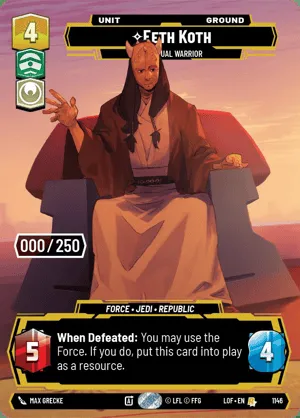 UNIT
GROUND
4
✧EETH KOTH
UAL WARRIOR
000/250
FORCE • JEDI • REPUBLIC
5
When Defeated: You may use the
Force. If you do, put this card into play
as a resource.
4
MAX GRECKE
© LFL © FFG
LOF • EN
1146